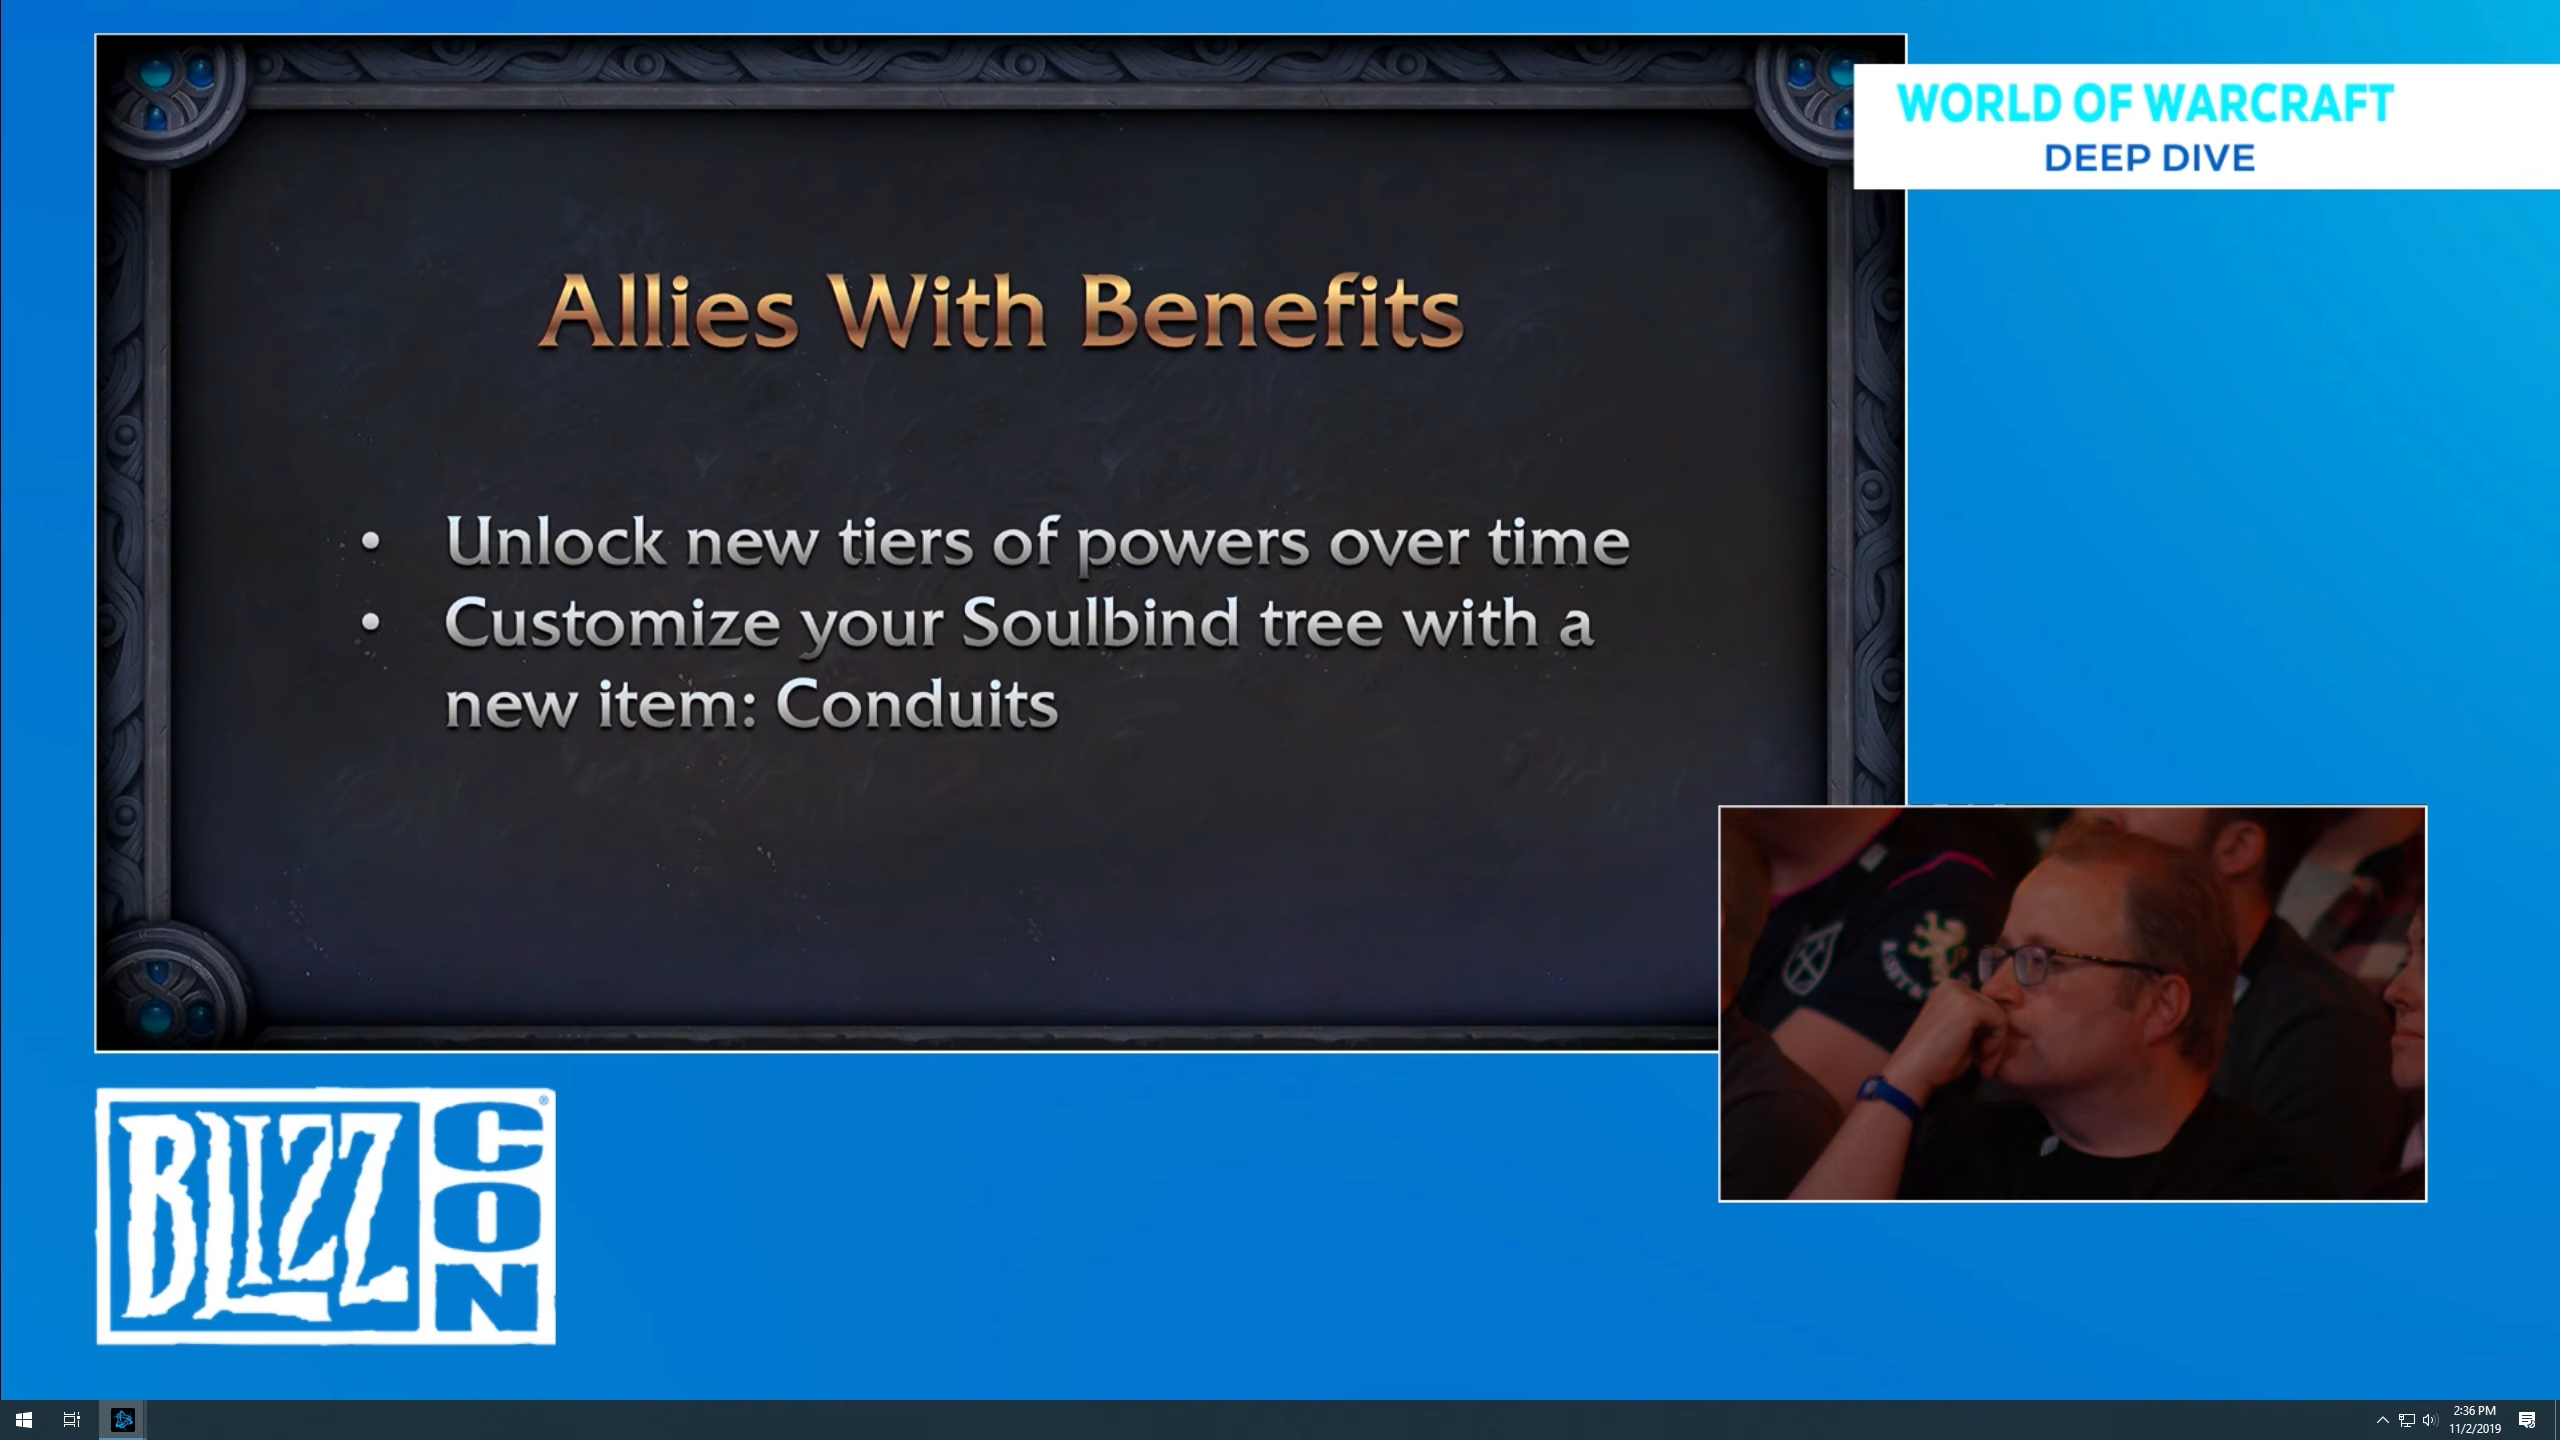 WORLD OF WARCRAFT
DEEP DIVE
Allies With Benefits
• Unlock new tiers of powers over time
• Customize your Soulbind tree with a
new item: Conduits
BLIZZ
CON
®
2:36 PM
11/2/2019